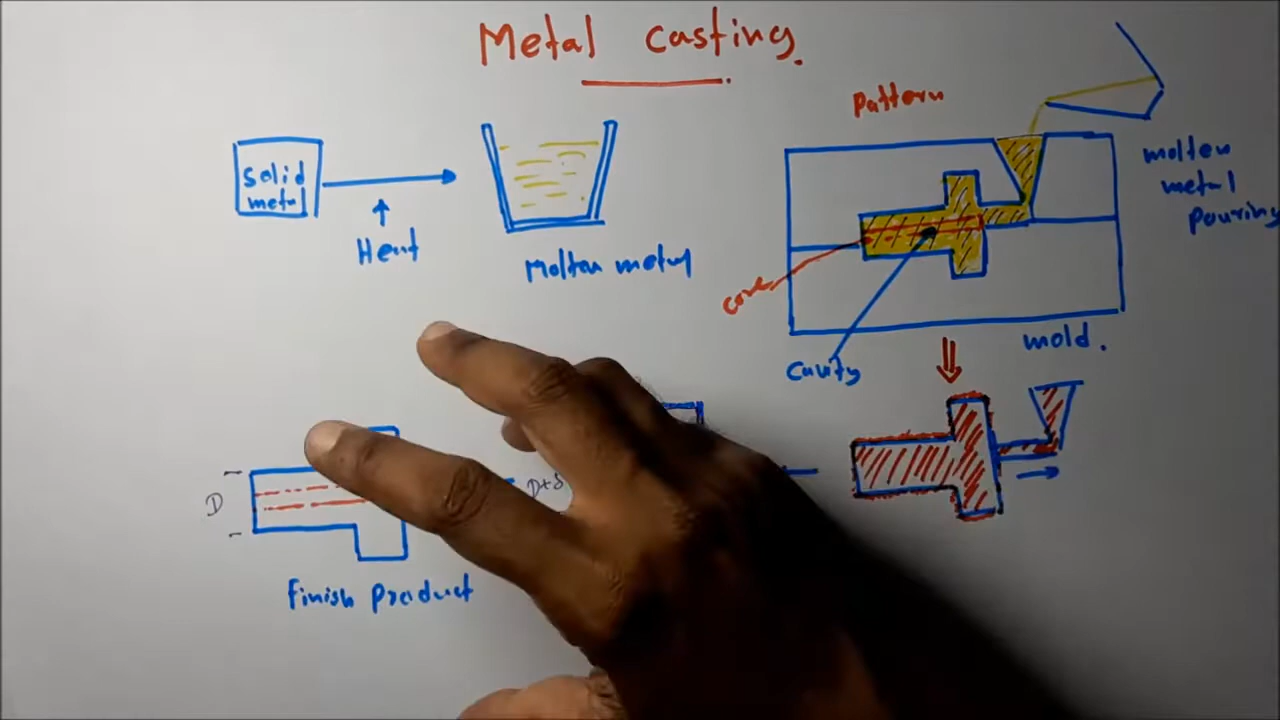 Metal casting.
Pattern
solid
metal
Heat
Molten metal
molten
metal
pouring
core
cavity
mold.
D
D+δ
Finish product